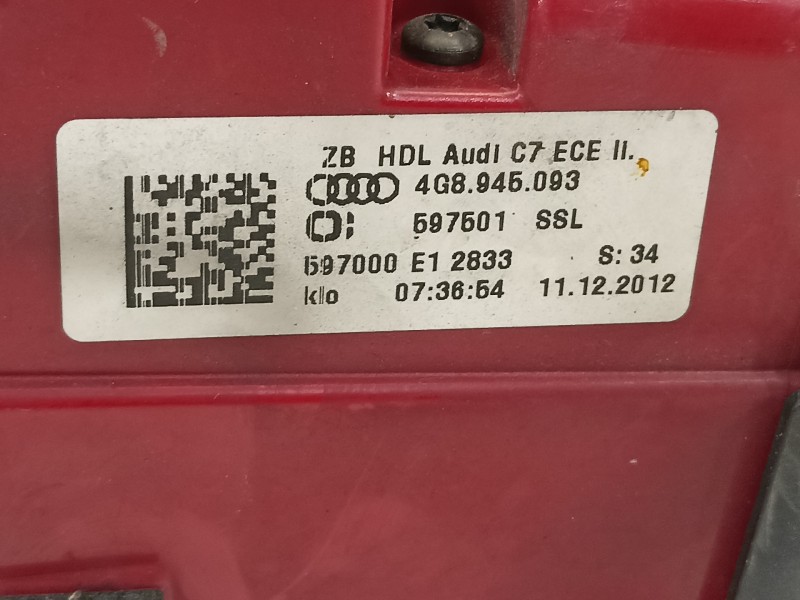 ZB HDL Audi C7 ECE II.
4G8.945.093
597501 SSL
597000 E1 2833 S: 34
klo 07:36:54 11.12.2012